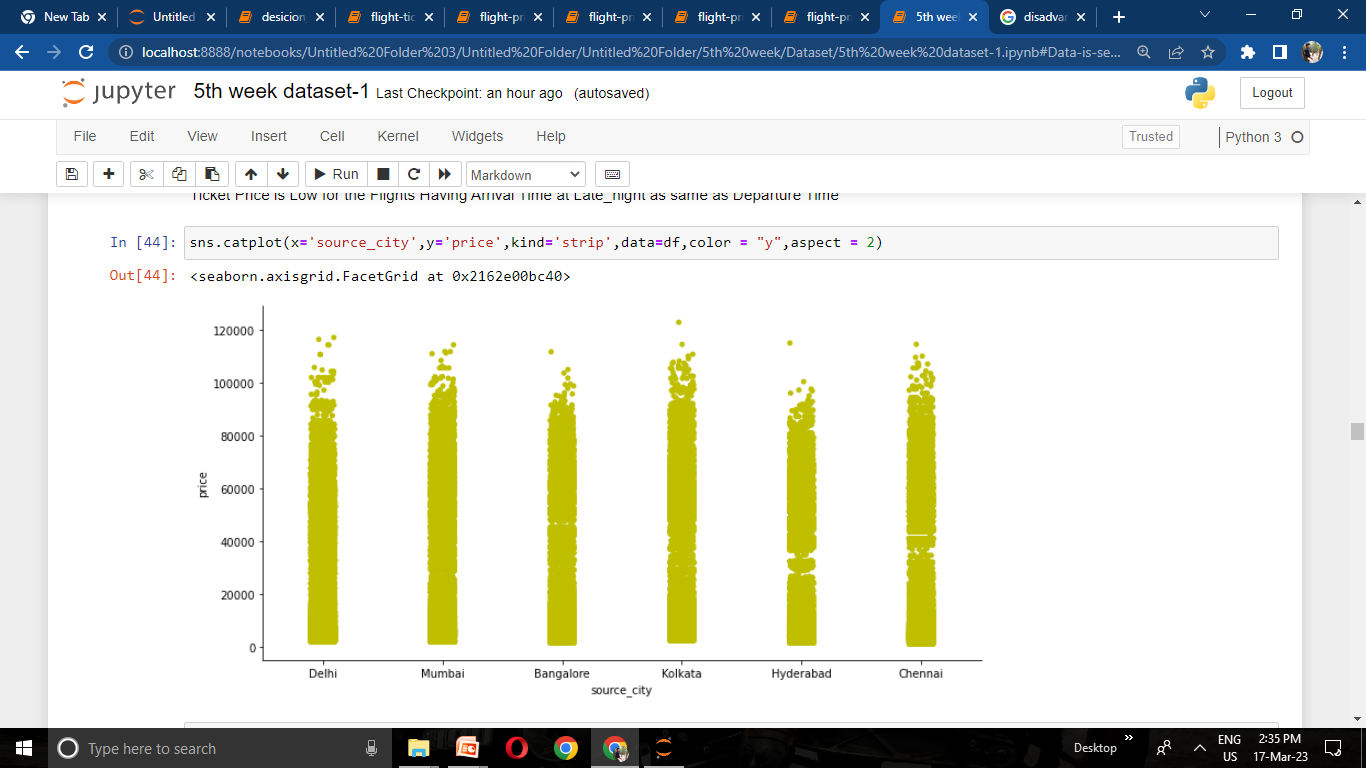 New Tab
Untitled
desicion
flight-tic
flight-pr
flight-pr
flight-pr
flight-pr
5th wee
disadvar
localhost:8888/notebooks/Untitled%20Folder%203/Untitled%20Folder/Untitled%20Folder/5th%20week/Dataset/5th%20week%20dataset-1.ipynb#Data-is-se...
jupyter 5th week dataset-1 Last Checkpoint: an hour ago (autosaved)
Logout
File Edit View Insert Cell Kernel Widgets Help
Trusted
Python 3
Run
Markdown
Ticket Price is Low for the Flights Having Arrival Time at Late_night as same as Departure Time
In [44]: sns.catplot(x='source_city',y='price',kind='strip',data=df,color = "y",aspect = 2)
Out[44]: <seaborn.axisgrid.FacetGrid at 0x2162e00bc40>
120000
100000
80000
60000
40000
20000
0
price
Delhi Mumbai Bangalore Kolkata Hyderabad Chennai
source_city
Type here to search
Desktop
ENG
US
2:35 PM
17-Mar-23